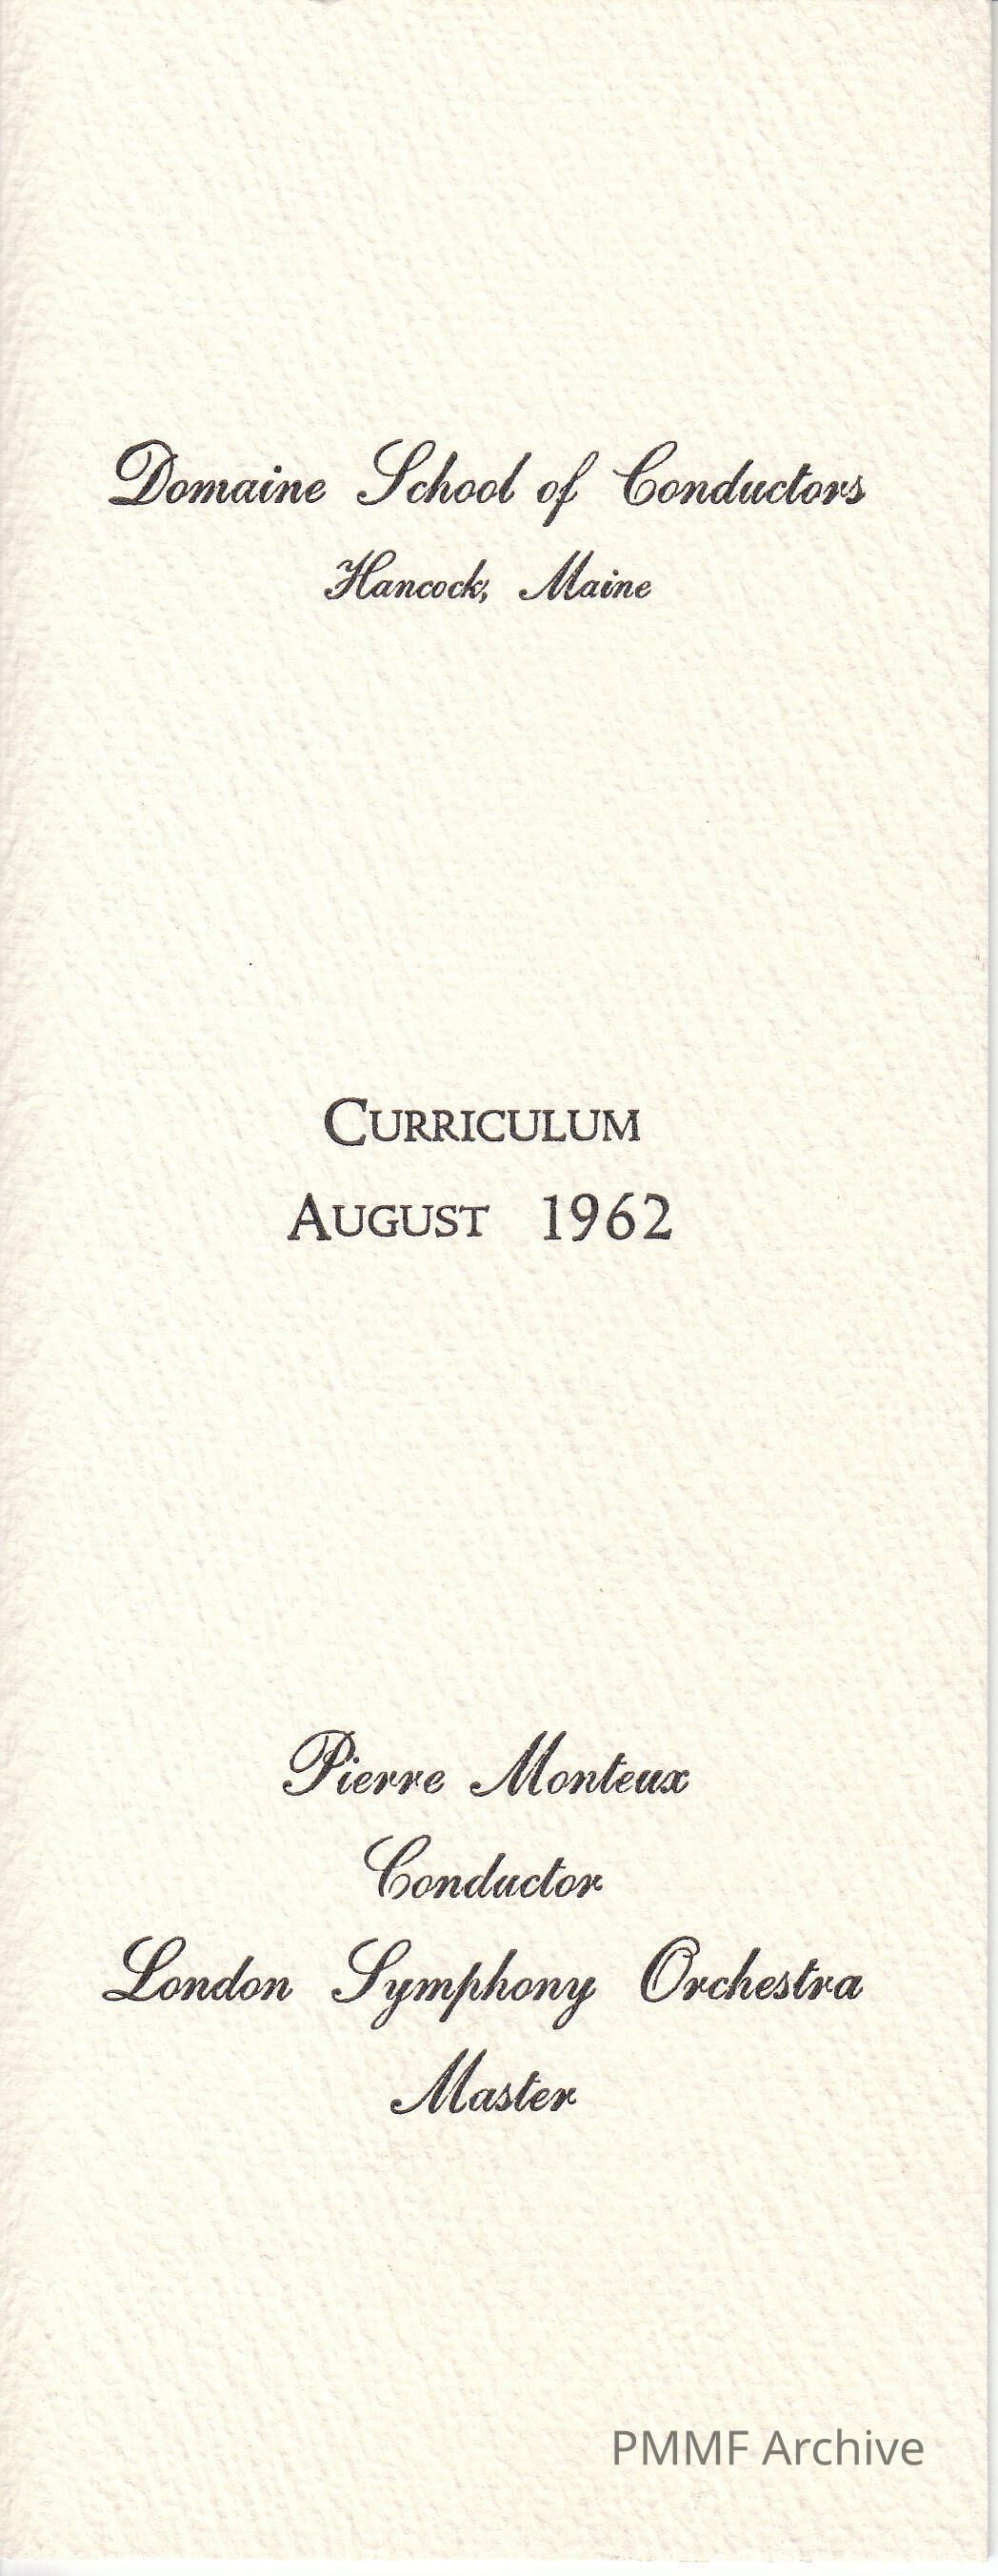 Domaine School of Conductors
Hancock, Maine
CURRICULUM
AUGUST 1962
Pierre Monteux
Conductor
London Symphony Orchestra
Master
PMMF Archive